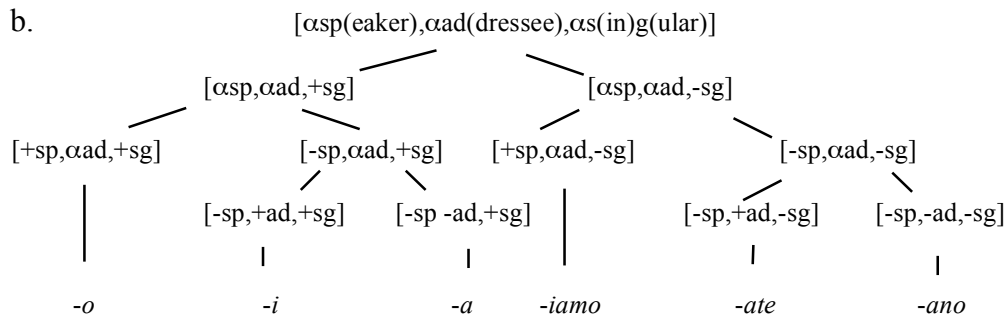 b. [αsp(eaker),αad(dressee),αs(in)g(ular)]
[αsp,αad,+sg] [αsp,αad,-sg]
[+sp,αad,+sg] [-sp,αad,+sg] [+sp,αad,-sg] [-sp,αad,-sg]
[-sp,+ad,+sg] [-sp -ad,+sg] [-sp,+ad,-sg] [-sp,-ad,-sg]
-o -i -a -iamo -ate -ano